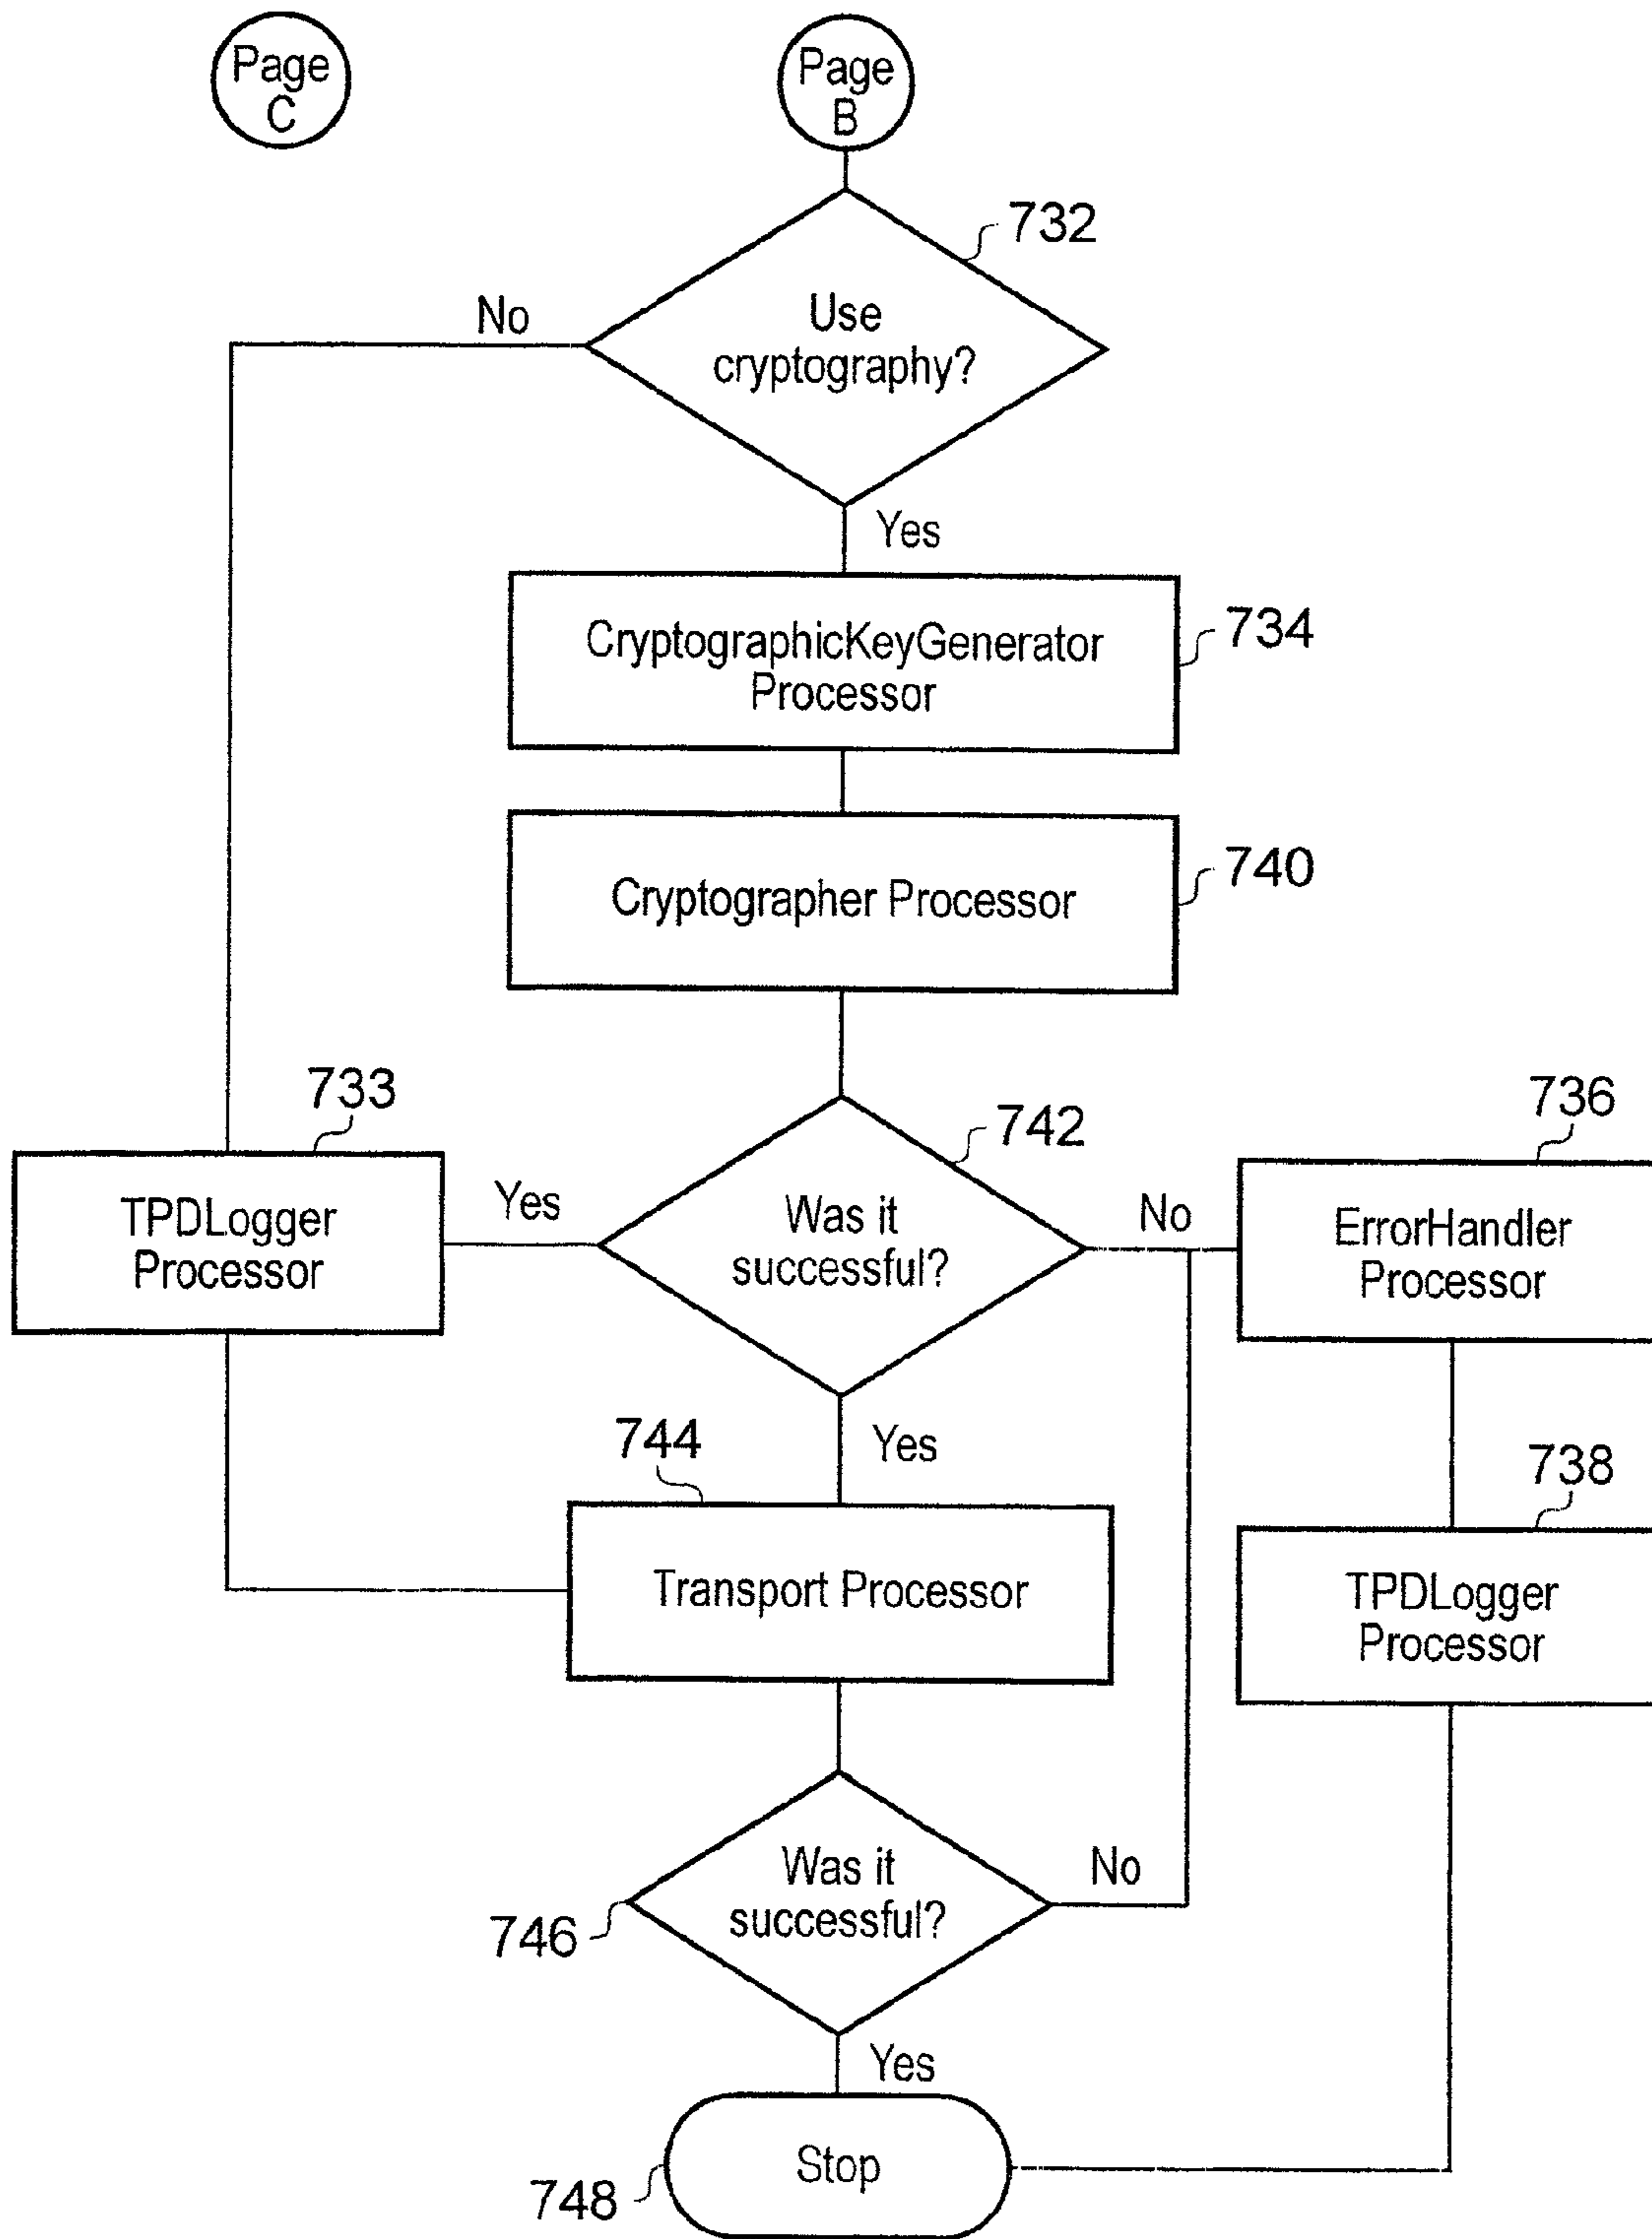 Page
C
Page
B
732
No
Use
cryptography?
Yes
CryptographicKeyGenerator
Processor
734
Cryptographer Processor
740
733
742
736
TPDLogger
Processor
Yes
Was it
successful?
No
ErrorHandler
Processor
744
Yes
738
Transport Processor
TPDLogger
Processor
Was it
successful?
No
746
Yes
Stop
748